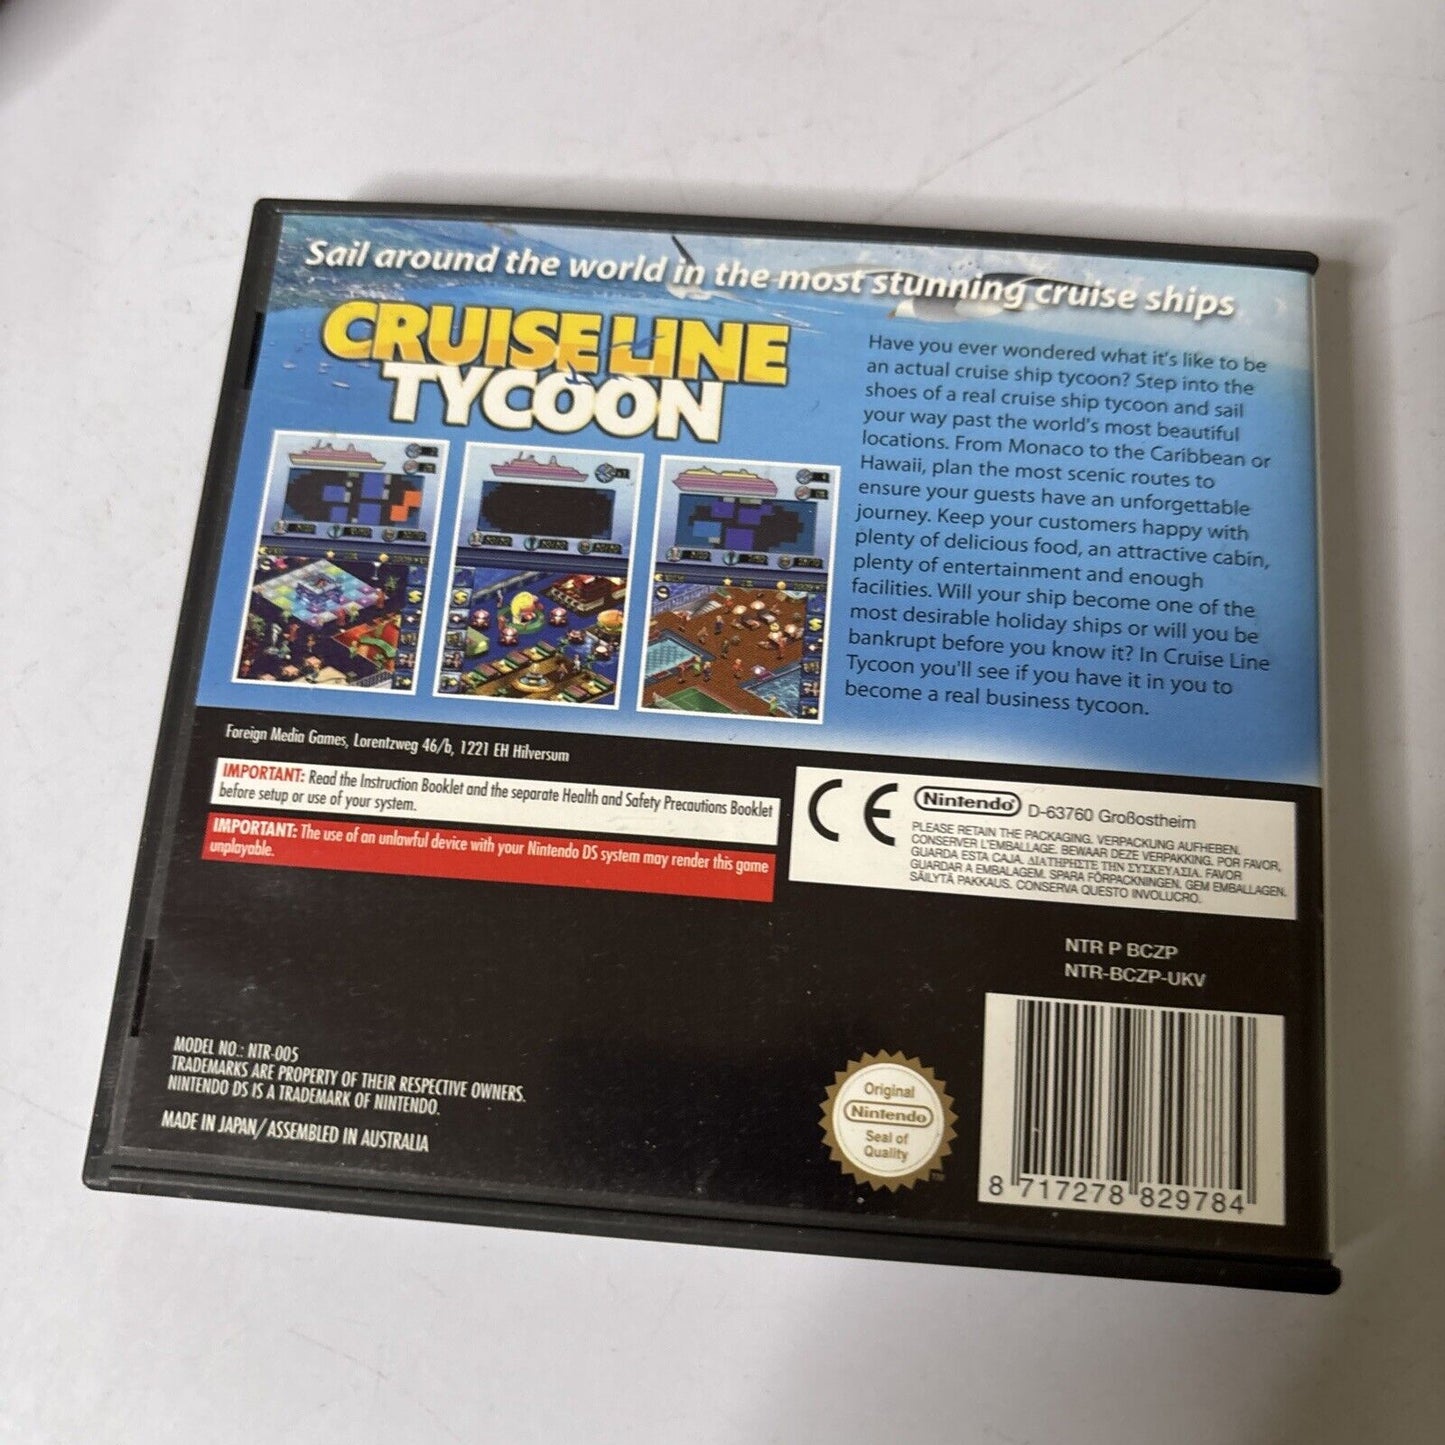 Sail around the world in the most stunning cruise ships
CRUISE LINE
TYCOON
Have you ever wondered what it's like to be
an actual cruise ship tycoon? Step into the
shoes of a real cruise ship tycoon and sail
your way past the world's most beautiful
locations. From Monaco to the Caribbean or
Hawaii, plan the most scenic routes to
ensure your guests have an unforgettable
journey. Keep your customers happy with
plenty of delicious food, an attractive cabin,
plenty of entertainment and enough
facilities. Will your ship become one of the
most desirable holiday ships or will you be
bankrupt before you know it? In Cruise Line
Tycoon you'll see if you have it in you to
become a real business tycoon.
Foreign Media Games, Lorentzweg 46/b, 1221 EH Hilversum
IMPORTANT: Read the Instruction Booklet and the separate Health and Safety Precautions Booklet
before setup or use of your system.
IMPORTANT: The use of an unlawful device with your Nintendo DS system may render this game
unplayable.
CE Nintendo D-63760 Großostheim
PLEASE RETAIN THE PACKAGING. VERPACKUNG AUFHEBEN.
CONSERVER L'EMBALLAGE. BEWAAR DEZE VERPAKKING. POR FAVOR,
GUARDA ESTA CAJA. ΔΙΑΤΗΡΗΣΤΕ ΤΗΝ ΣΥΣΚΕΥΑΣΙΑ. FAVOR
GUARDAR A EMBALAGEM. SPARA FÖRPACKNINGEN. GEM EMBALLAGEN.
SÄILYTÄ PAKKAUS. CONSERVA QUESTO INVOLUCRO.
NTR P BCZP
NTR-BCZP-UKV
MODEL NO.: NTR-005
TRADEMARKS ARE PROPERTY OF THEIR RESPECTIVE OWNERS.
NINTENDO DS IS A TRADEMARK OF NINTENDO.
MADE IN JAPAN/ASSEMBLED IN AUSTRALIA
Original
Nintendo
Seal of
Quality
8 717278 829784